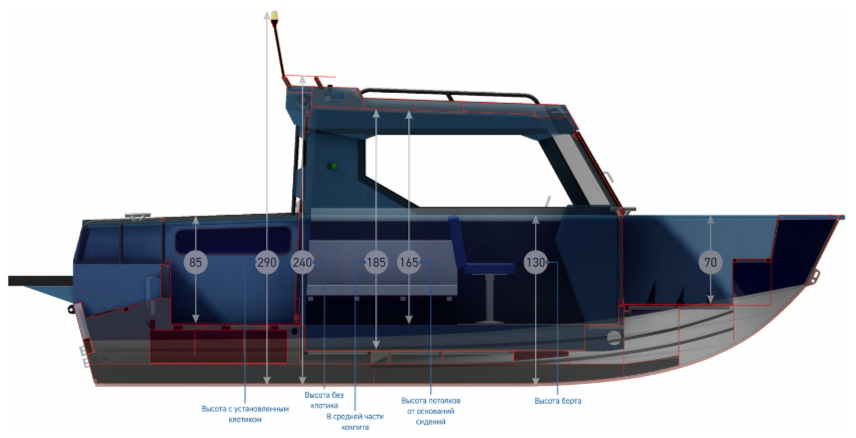 85
290
240
185
165
130
70
Высота с установленным
клотиком
Высота без
клотика
В средней части
кокпита
Высота потолков
от оснований
сидений
Высота борта